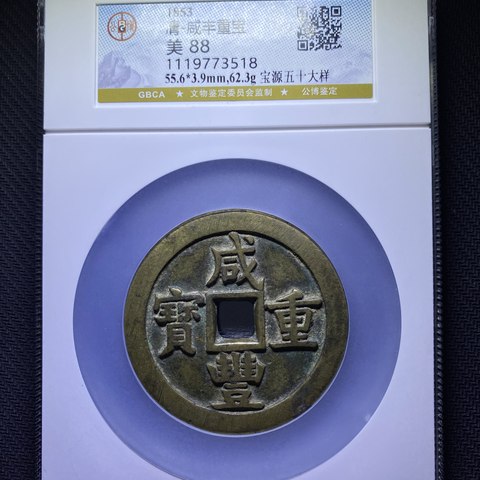 1853
清 咸丰重宝
美 88
1119773518
55.6*3.9mm,62.3g 宝源五十大样
GBCA ★ 文物鉴定委员会监制 ★ 公博鉴定
咸豐重寶